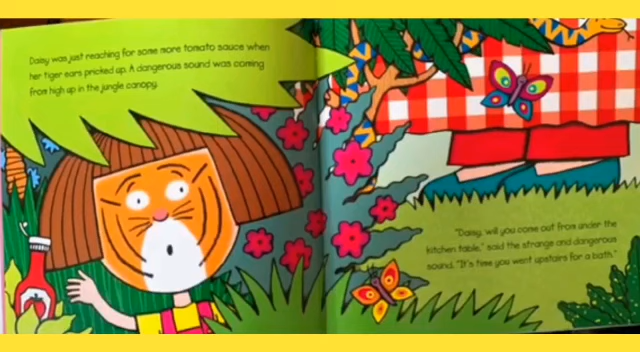 Daisy was just reaching for some more tomato sauce when
her tiger ears pricked up. A dangerous sound was coming
from high up in the jungle canopy.
"Daisy, will you come out from under the
kitchen table," said the strange and dangerous
sound. "It's time you went upstairs for a bath."